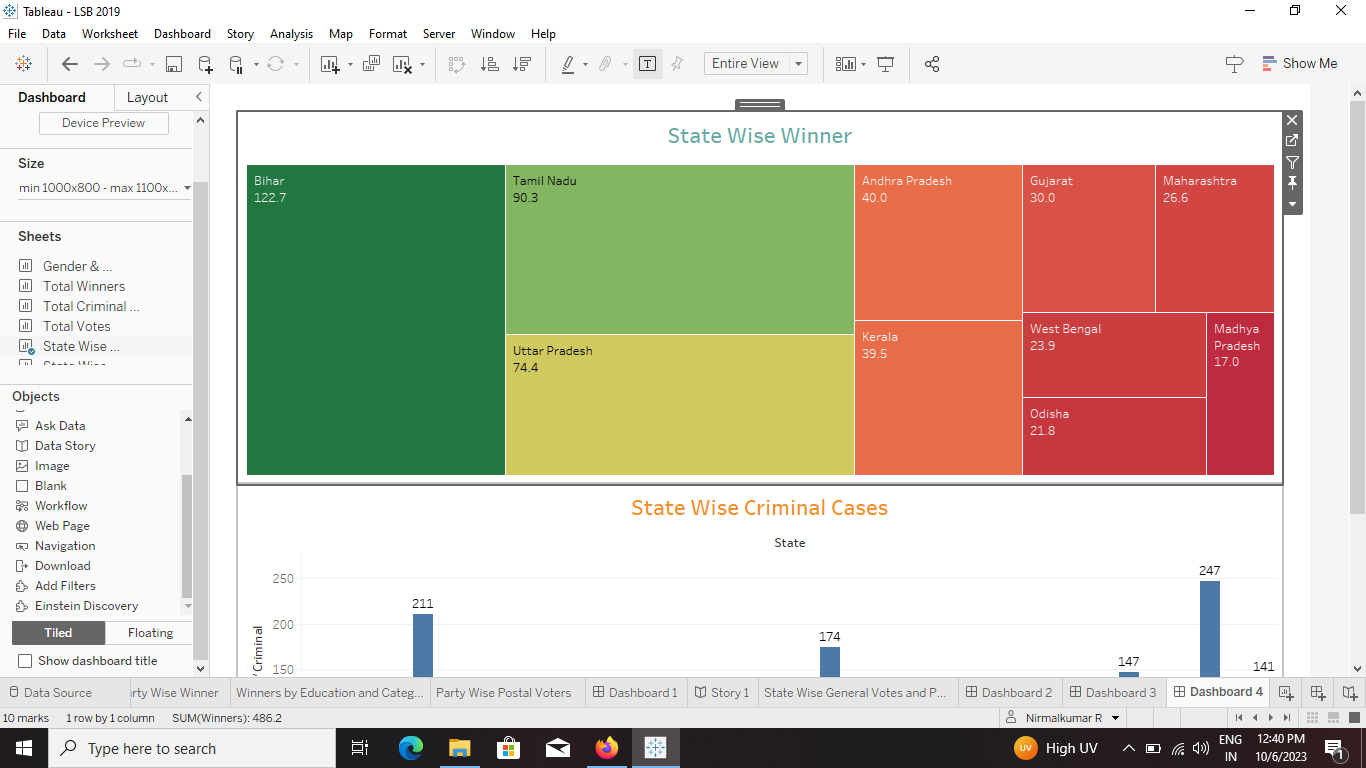 Tableau - LSB 2019
File Data Worksheet Dashboard Story Analysis Map Format Server Window Help
Entire View
Show Me
Dashboard Layout
Device Preview
Size
min 1000x800 - max 1100x...
Sheets
Gender & ...
Total Winners
Total Criminal ...
Total Votes
State Wise ...
State Wise
Objects
Ask Data
Data Story
Image
Blank
Workflow
Web Page
Navigation
Download
Add Filters
Einstein Discovery
Tiled Floating
Show dashboard title
State Wise Winner
Bihar
122.7
Tamil Nadu
90.3
Uttar Pradesh
74.4
Andhra Pradesh
40.0
Kerala
39.5
Gujarat
30.0
Maharashtra
26.6
West Bengal
23.9
Odisha
21.8
Madhya
Pradesh
17.0
State Wise Criminal Cases
State
Criminal
250
200
150
211
174
147
247
141
Data Source rty Wise Winner Winners by Education and Categ... Party Wise Postal Voters Dashboard 1 Story 1 State Wise General Votes and P... Dashboard 2 Dashboard 3 Dashboard 4
10 marks 1 row by 1 column SUM(Winners): 486.2 Nirmalkumar R
Type here to search
UV High UV
ENG
IN
12:40 PM
10/6/2023
1